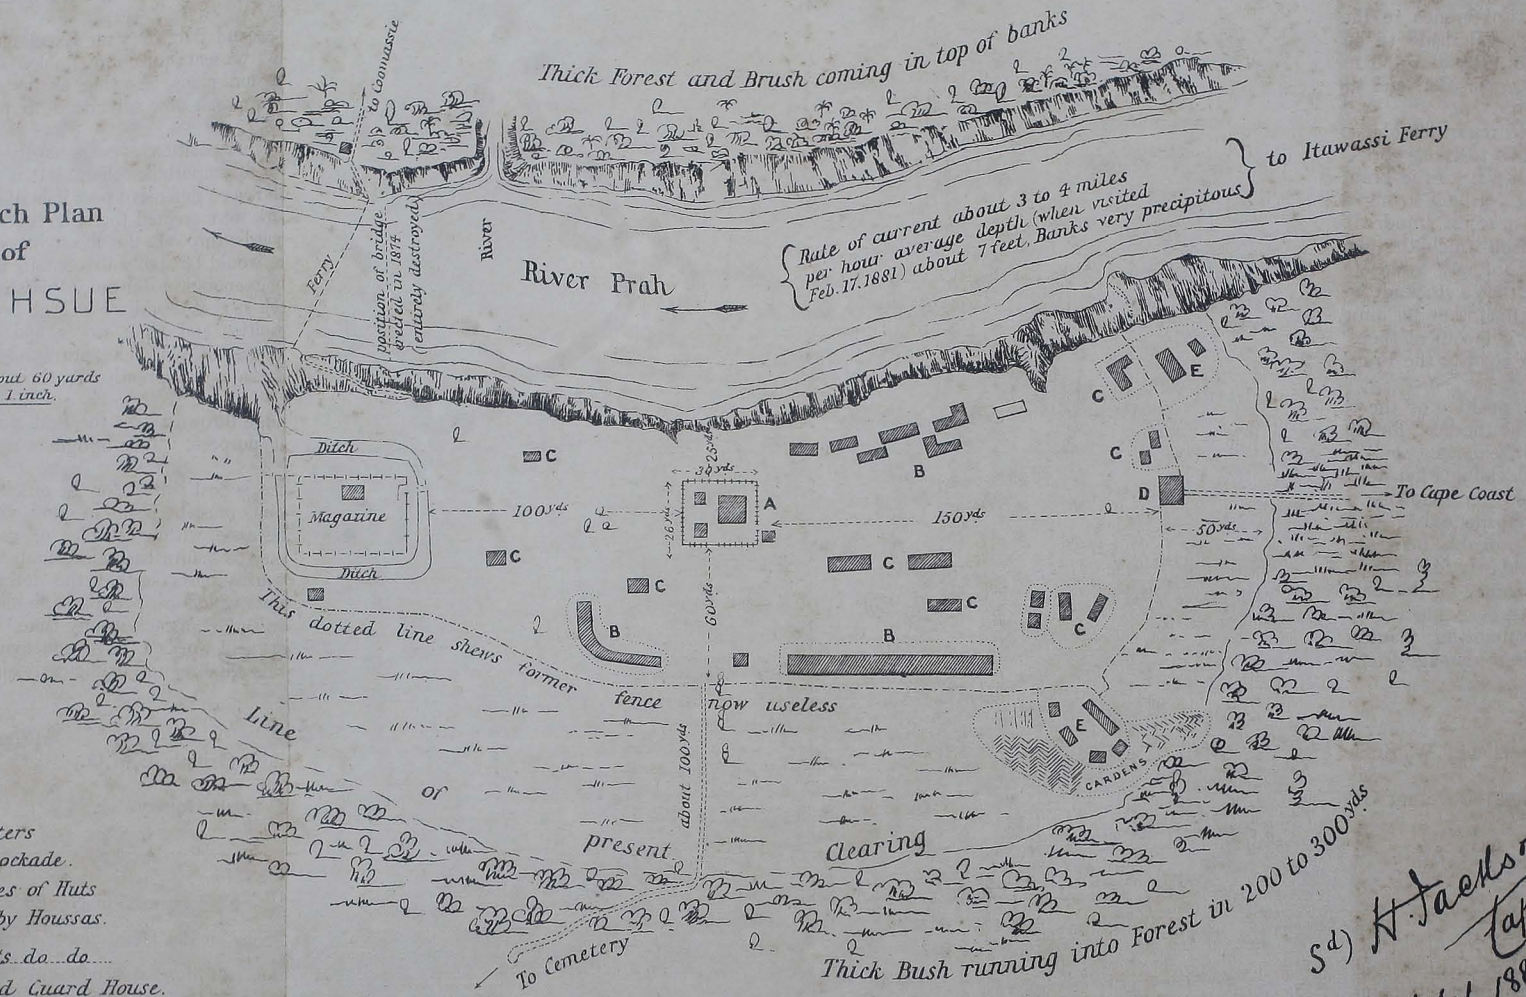 to Coomassie
Thick Forest and Brush coming in top of banks
to Itawassi Ferry
Rate of current about 3 to 4 miles
per hour average depth (when visited
Feb. 17. 1881) about 7 feet, Banks very precipitous
ch Plan
of
HSUE
out 60 yards
1 inch.
Ferry
position of bridge
erected in 1874
(entirely destroyed)
River
River Prah
Ditch
Magazine
Ditch
100 yds
25 yds
34 yds
26 yds
A
150 yds
60 yds
C
C
C
B
B
C
C
B
C
E
C
D
To Cape Coast
50 yds
C
E
GARDENS
This dotted line shews former fence now useless
Line of present Clearing
about 100 yds
To Cemetery
Thick Bush running into Forest in 200 to 300 yds
ters
ockade.
es of Huts
by Houssas.
ts do do
d Guard House.
Sd) H. Jackso
Cap